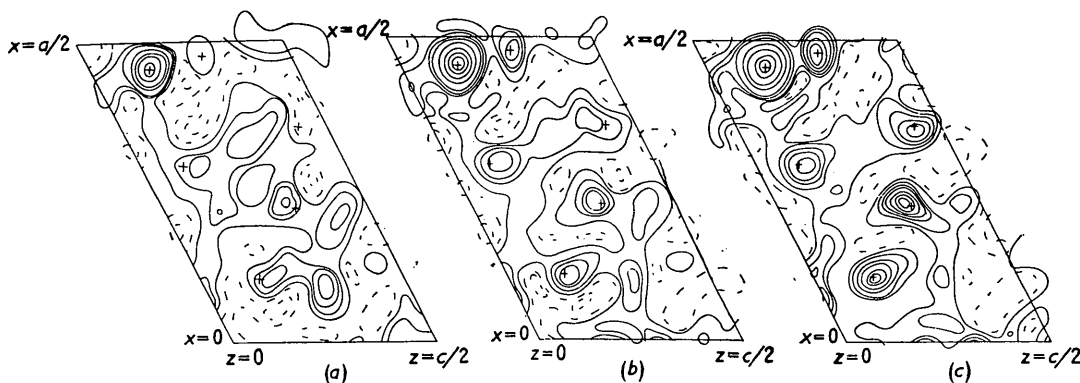 x=a/2
x=0
z=0
z=c/2
(a)
x=a/2
x=0
z=0
z=c/2
(b)
x=a/2
x=0
z=0
z=c/2
(c)